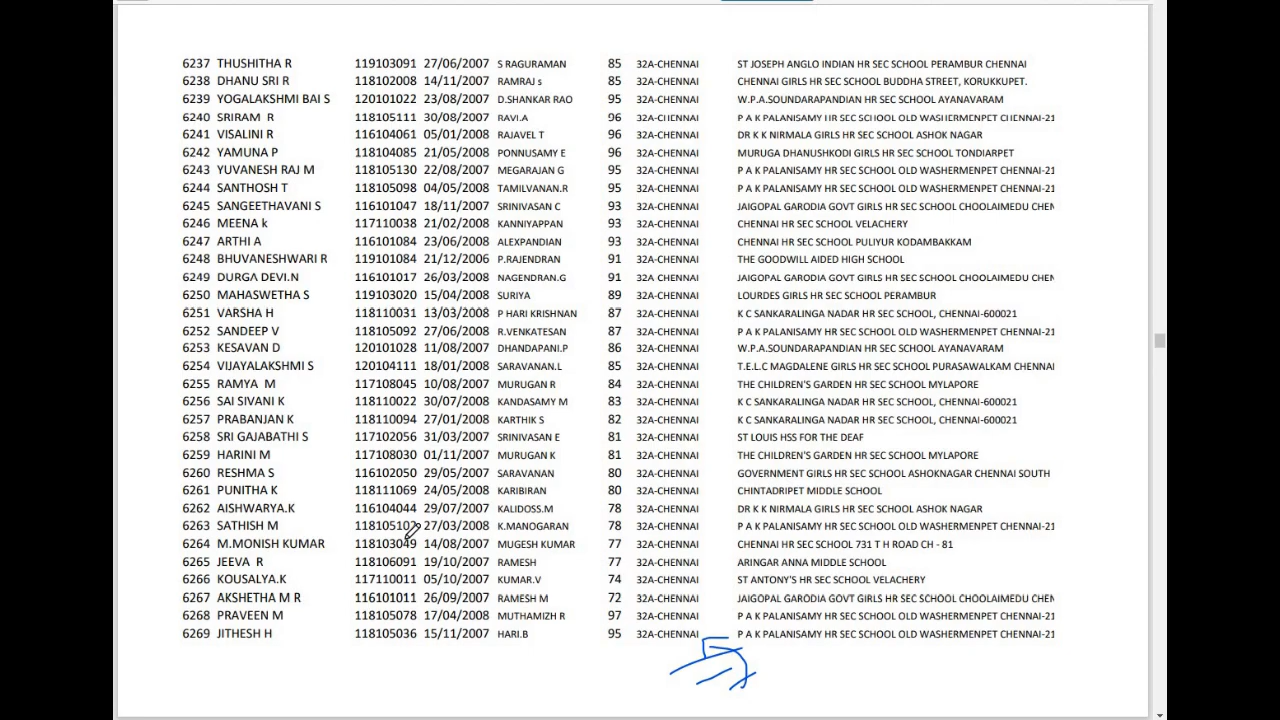 6237 THUSHITHA R 119103091 27/06/2007 S RAGURAMAN 85 32A-CHENNAI ST JOSEPH ANGLO INDIAN HR SEC SCHOOL PERAMBUR CHENNAI
6238 DHANU SRI R 118102008 14/11/2007 RAMRAJ s 85 32A-CHENNAI CHENNAI GIRLS HR SEC SCHOOL BUDDHA STREET, KORUKKUPET.
6239 YOGALAKSHMI BAI S 120101022 23/08/2007 D.SHANKAR RAO 95 32A-CHENNAI W.P.A.SOUNDARAPANDIAN HR SEC SCHOOL AYANAVARAM
6240 SRIRAM R 118105111 30/08/2007 RAVI.A 96 32A-CHENNAI P A K PALANISAMY HR SEC SCHOOL OLD WASHERMENPET CHENNAI-21
6241 VISALINI R 116104061 05/01/2008 RAJAVEL T 96 32A-CHENNAI DR K K NIRMALA GIRLS HR SEC SCHOOL ASHOK NAGAR
6242 YAMUNA P 118104085 21/05/2008 PONNUSAMY E 96 32A-CHENNAI MURUGA DHANUSHKODI GIRLS HR SEC SCHOOL TONDIARPET
6243 YUVANESH RAJ M 118105130 22/08/2007 MEGARAJAN G 95 32A-CHENNAI P A K PALANISAMY HR SEC SCHOOL OLD WASHERMENPET CHENNAI-21
6244 SANTHOSH T 118105098 04/05/2008 TAMILVANAN.R 95 32A-CHENNAI P A K PALANISAMY HR SEC SCHOOL OLD WASHERMENPET CHENNAI-21
6245 SANGEETHAVANI S 116101047 18/11/2007 SRINIVASAN C 93 32A-CHENNAI JAIGOPAL GARODIA GOVT GIRLS HR SEC SCHOOL CHOOLAIMEDU CHEN
6246 MEENA k 117110038 21/02/2008 KANNIYAPPAN 93 32A-CHENNAI CHENNAI HR SEC SCHOOL VELACHERY
6247 ARTHI A 116101084 23/06/2008 ALEXPANDIAN 93 32A-CHENNAI CHENNAI HR SEC SCHOOL PULIYUR KODAMBAKKAM
6248 BHUVANESHWARI R 119101084 21/12/2006 P.RAJENDRAN 91 32A-CHENNAI THE GOODWILL AIDED HIGH SCHOOL
6249 DURGA DEVI.N 116101017 26/03/2008 NAGENDRAN.G 91 32A CHENNAI JAIGOPAL GARODIA GOVT GIRLS HR SEC SCHOOL CHOOLAIMEDU CHEN
6250 MAHASWETHA S 119103020 15/04/2008 SURIYA 89 32A-CHENNAI LOURDES GIRLS HR SEC SCHOOL PERAMBUR
6251 VARSHA H 118110031 13/03/2008 P HARI KRISHNAN 87 32A-CHENNAI K C SANKARALINGA NADAR HR SEC SCHOOL, CHENNAI-600021
6252 SANDEEP V 118105092 27/06/2008 R.VENKATESAN 87 32A-CHENNAI P A K PALANISAMY HR SEC SCHOOL OLD WASHERMENPET CHENNAI-21
6253 KESAVAN D 120101028 11/08/2007 DHANDAPANI.P 86 32A-CHENNAI W.P.A.SOUNDARAPANDIAN HR SEC SCHOOL AYANAVARAM
6254 VIJAYALAKSHMI S 120104111 18/01/2008 SARAVANAN.L 85 32A-CHENNAI T.E.L.C MAGDALENE GIRLS HR SEC SCHOOL PURASAWALKAM CHENNAI
6255 RAMYA M 117108045 10/08/2007 MURUGAN R 84 32A-CHENNAI THE CHILDREN'S GARDEN HR SEC SCHOOL MYLAPORE
6256 SAI SIVANI K 118110022 30/07/2008 KANDASAMY M 83 32A-CHENNAI K C SANKARALINGA NADAR HR SEC SCHOOL, CHENNAI-600021
6257 PRABANJAN K 118110094 27/01/2008 KARTHIK S 82 32A-CHENNAI K C SANKARALINGA NADAR HR SEC SCHOOL, CHENNAI-600021
6258 SRI GAJABATHI S 117102056 31/03/2007 SRINIVASAN E 81 32A-CHENNAI ST LOUIS HSS FOR THE DEAF
6259 HARINI M 117108030 01/11/2007 MURUGAN K 81 32A-CHENNAI THE CHILDREN'S GARDEN HR SEC SCHOOL MYLAPORE
6260 RESHMA S 116102050 29/05/2007 SARAVANAN 80 32A-CHENNAI GOVERNMENT GIRLS HR SEC SCHOOL ASHOKNAGAR CHENNAI SOUTH
6261 PUNITHA K 118111069 24/05/2008 KARIBIRAN 80 32A-CHENNAI CHINTADRIPET MIDDLE SCHOOL
6262 AISHWARYA.K 116104044 29/07/2007 KALIDOSS.M 78 32A-CHENNAI DR K K NIRMALA GIRLS HR SEC SCHOOL ASHOK NAGAR
6263 SATHISH M 118105102 27/03/2008 K.MANOGARAN 78 32A-CHENNAI P A K PALANISAMY HR SEC SCHOOL OLD WASHERMENPET CHENNAI-21
6264 M.MONISH KUMAR 118103049 14/08/2007 MUGESH KUMAR 77 32A-CHENNAI CHENNAI HR SEC SCHOOL 731 T H ROAD CH - 81
6265 JEEVA R 118106091 19/10/2007 RAMESH 77 32A-CHENNAI ARINGAR ANNA MIDDLE SCHOOL
6266 KOUSALYA.K 117110011 05/10/2007 KUMAR.V 74 32A-CHENNAI ST ANTONY'S HR SEC SCHOOL VELACHERY
6267 AKSHETHA M R 116101011 26/09/2007 RAMESH M 72 32A-CHENNAI JAIGOPAL GARODIA GOVT GIRLS HR SEC SCHOOL CHOOLAIMEDU CHEN
6268 PRAVEEN M 118105078 17/04/2008 MUTHAMIZH R 97 32A-CHENNAI P A K PALANISAMY HR SEC SCHOOL OLD WASHERMENPET CHENNAI-21
6269 JITHESH H 118105036 15/11/2007 HARI.B 95 32A-CHENNAI P A K PALANISAMY HR SEC SCHOOL OLD WASHERMENPET CHENNAI-21